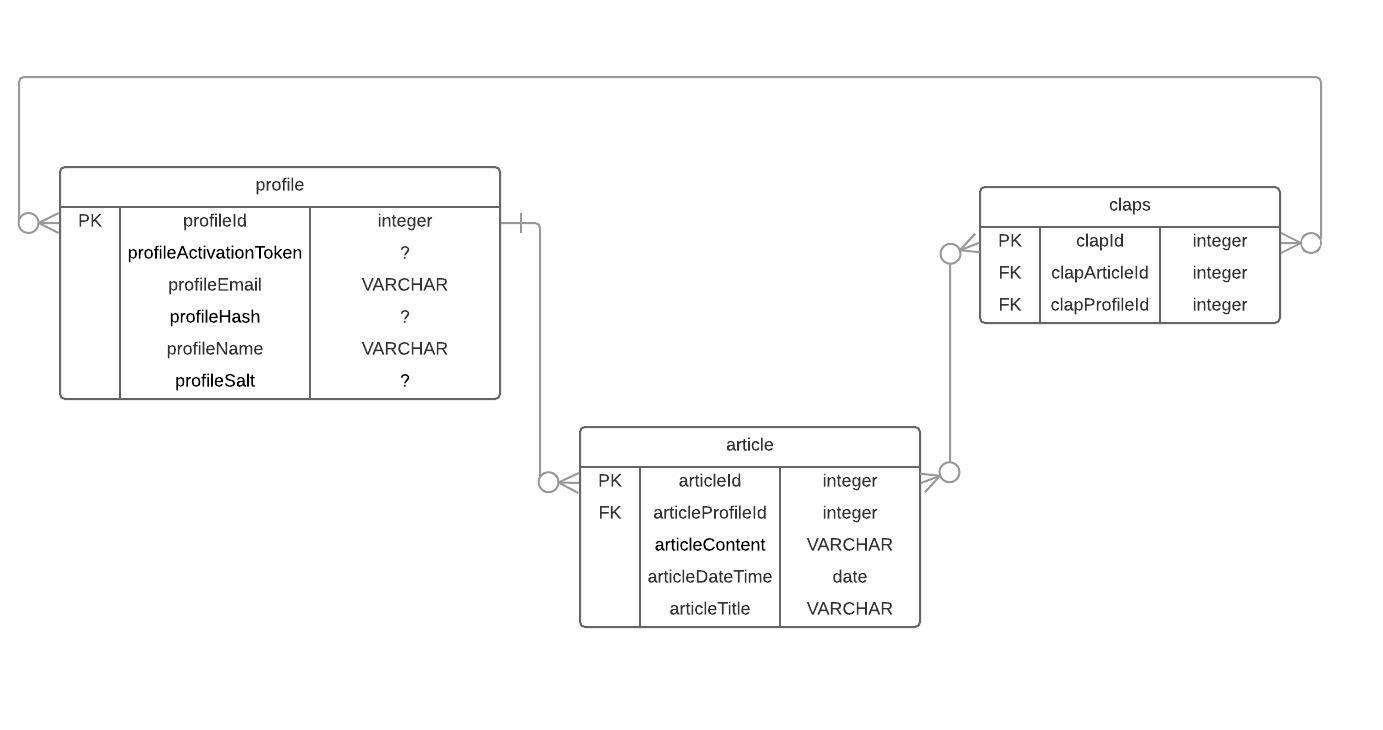 profile
PK profileId integer
profileActivationToken ?
profileEmail VARCHAR
profileHash ?
profileName VARCHAR
profileSalt ?
claps
PK clapId integer
FK clapArticleId integer
FK clapProfileId integer
article
PK articleId integer
FK articleProfileId integer
articleContent VARCHAR
articleDateTime date
articleTitle VARCHAR